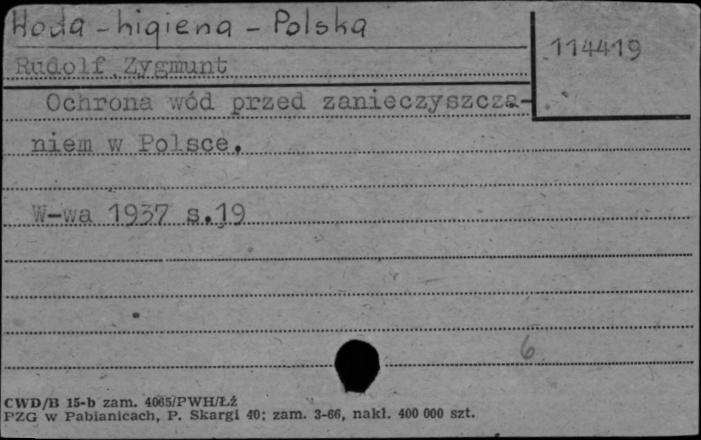 Woda - higiena - Polska
114419
Rudolf Zygmunt
Ochrona wód przed zanieczyszcza-
niem w Polsce.
W-wa 1937 s.19
6
CWD/B 15-b zam. 4065/PWH/Łż
PZG w Pabianicach, P. Skargi 40; zam. 3-66, nakł. 400 000 szt.